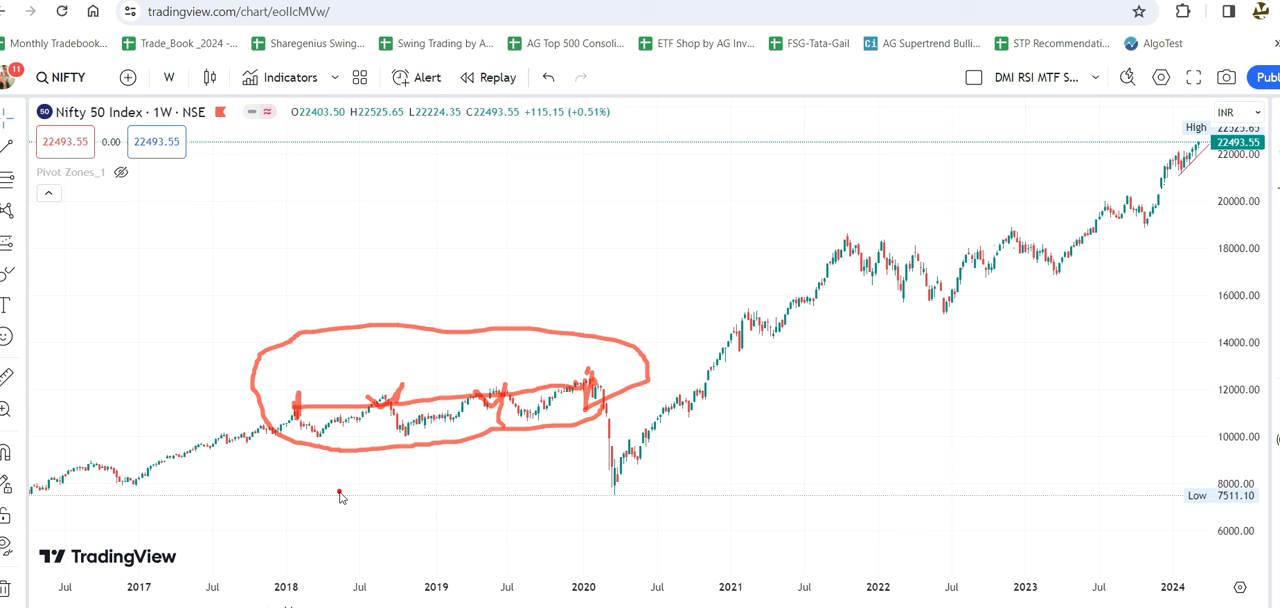 tradingview.com/chart/eoIIcMVw/
Monthly Tradebook... Trade_Book _2024 -... Sharegenius Swing... Swing Trading by A... AG Top 500 Consoli... ETF Shop by AG Inv... FSG-Tata-Gail AG Supertrend Bulli... STP Recommendati... AlgoTest
11 NIFTY W Indicators Alert Replay DMI RSI MTF S... Publ
50 Nifty 50 Index · 1W · NSE O22403.50 H22525.65 L22224.35 C22493.55 +115.15 (+0.51%) INR
High 22525.65
22493.55 0.00 22493.55 22493.55
22000.00
Pivot Zones_1
20000.00
18000.00
16000.00
14000.00
12000.00
10000.00
8000.00
Low 7511.10
6000.00
TradingView
Jul 2017 Jul 2018 Jul 2019 Jul 2020 Jul 2021 Jul 2022 Jul 2023 Jul 2024